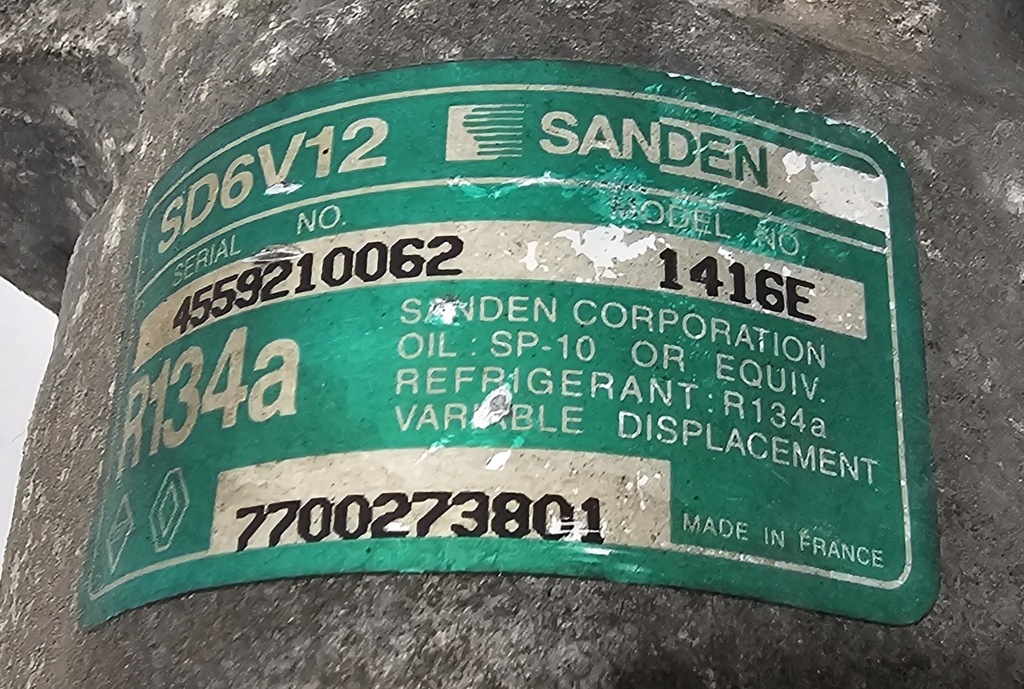 SD6V12 SANDEN
SERIAL NO. MODEL NO.
4559210062 1416E
R134a
SANDEN CORPORATION
OIL : SP-10 OR EQUIV.
REFRIGERANT : R134a
VARIABLE DISPLACEMENT
7700273801
MADE IN FRANCE